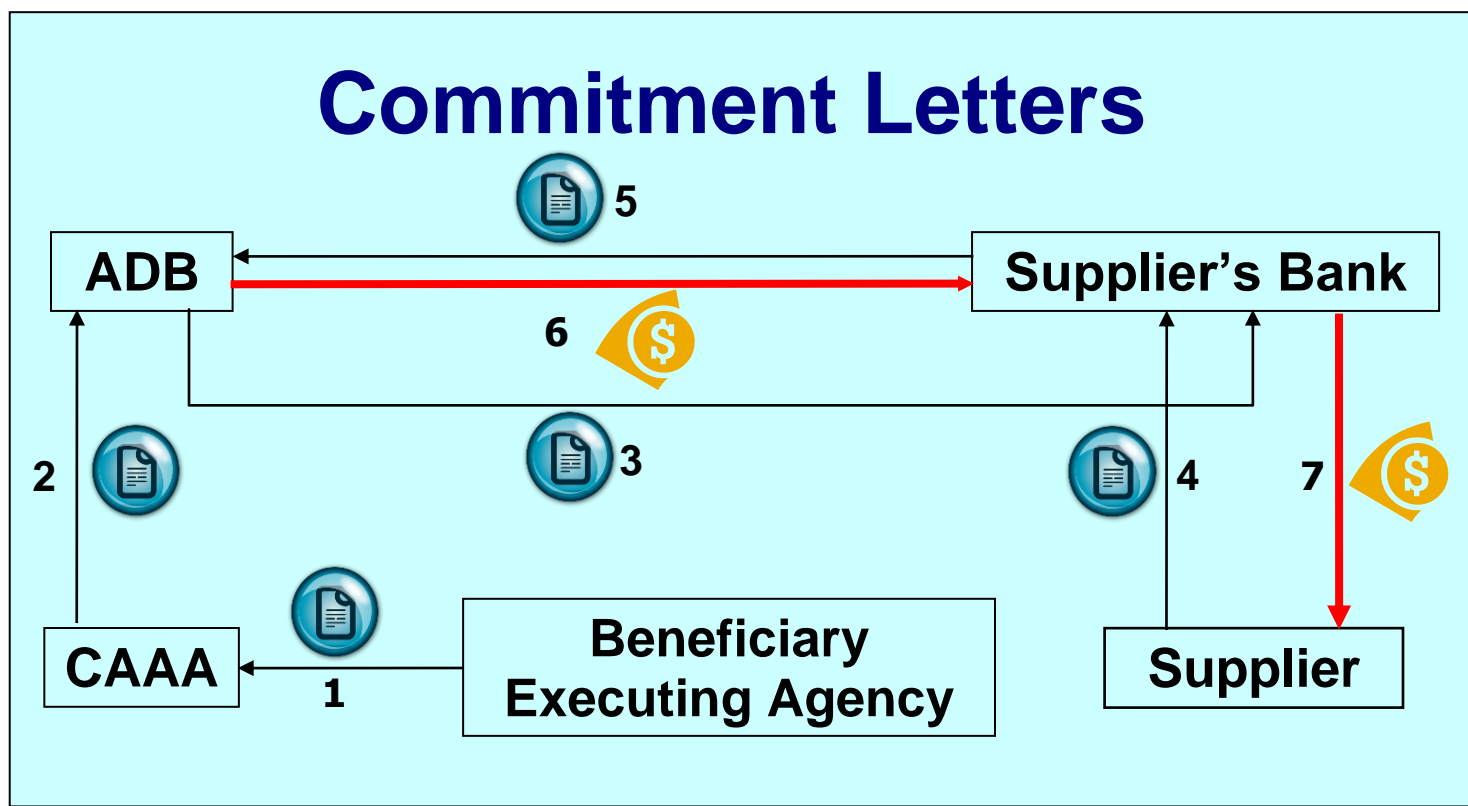 Commitment Letters
5
ADB
Supplier's Bank
6
$
3
2
4
7
$
1
CAAA
Beneficiary
Executing Agency
Supplier